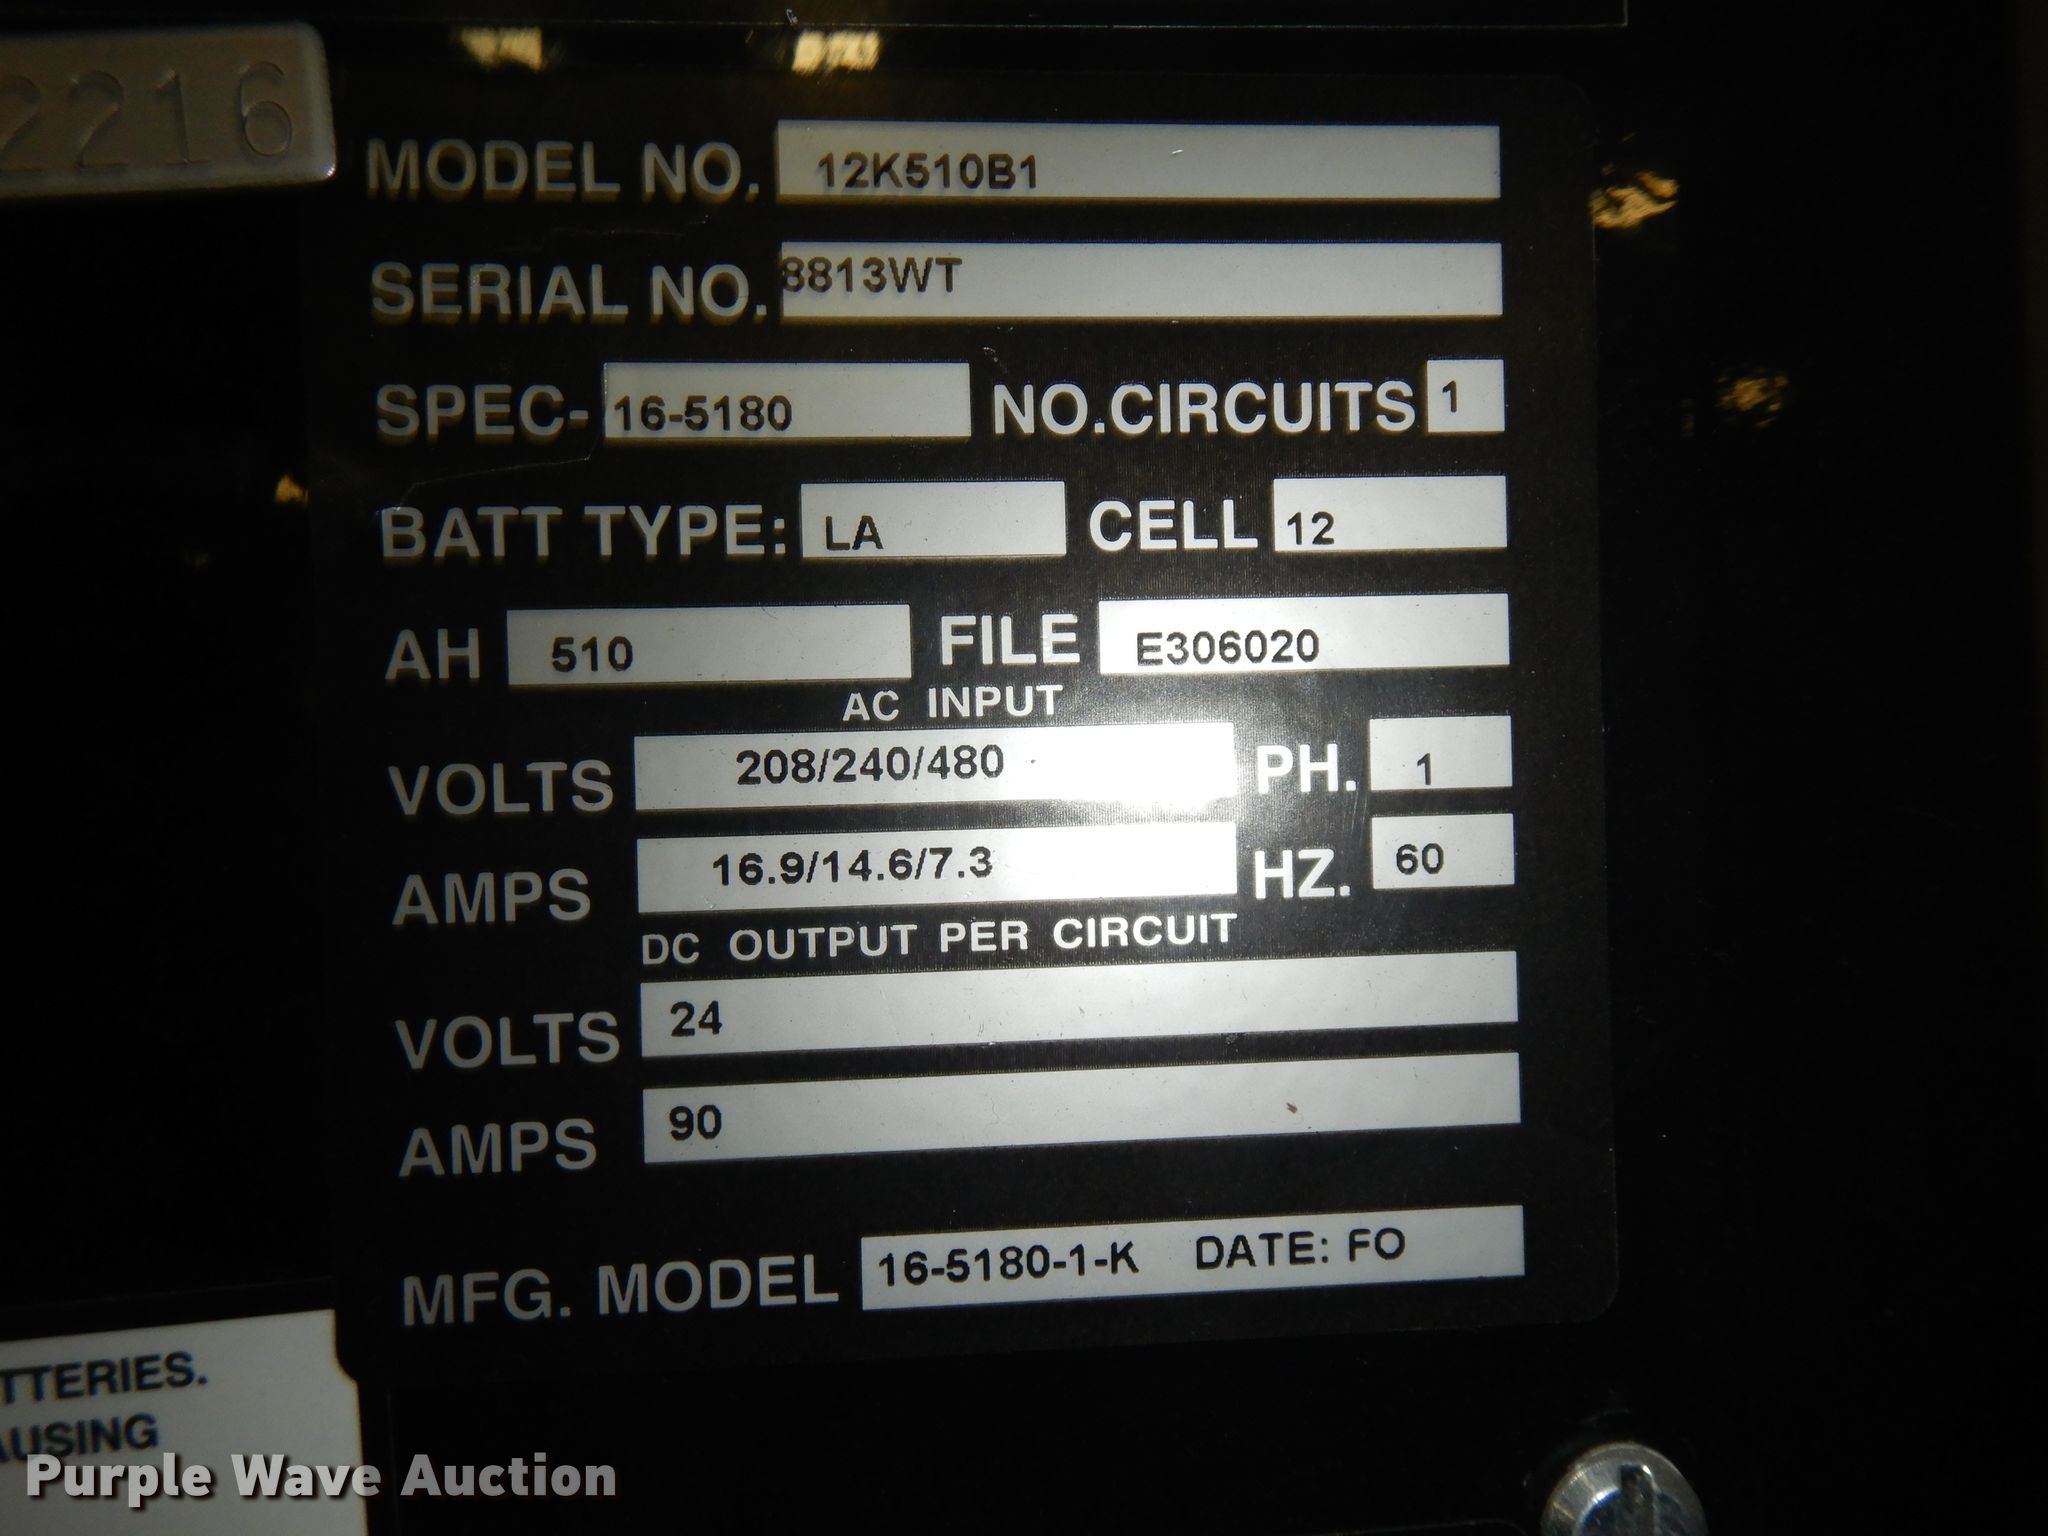 2216
MODEL NO. 12K510B1
SERIAL NO. 8813WT
SPEC- 16-5180 NO.CIRCUITS 1
BATT TYPE: LA CELL 12
AH 510 FILE E306020
AC INPUT
VOLTS 208/240/480 PH. 1
AMPS 16.9/14.6/7.3 HZ. 60
DC OUTPUT PER CIRCUIT
VOLTS 24
AMPS 90
MFG. MODEL 16-5180-1-K DATE: FO
TTERIES.
AUSING
Purple Wave Auction